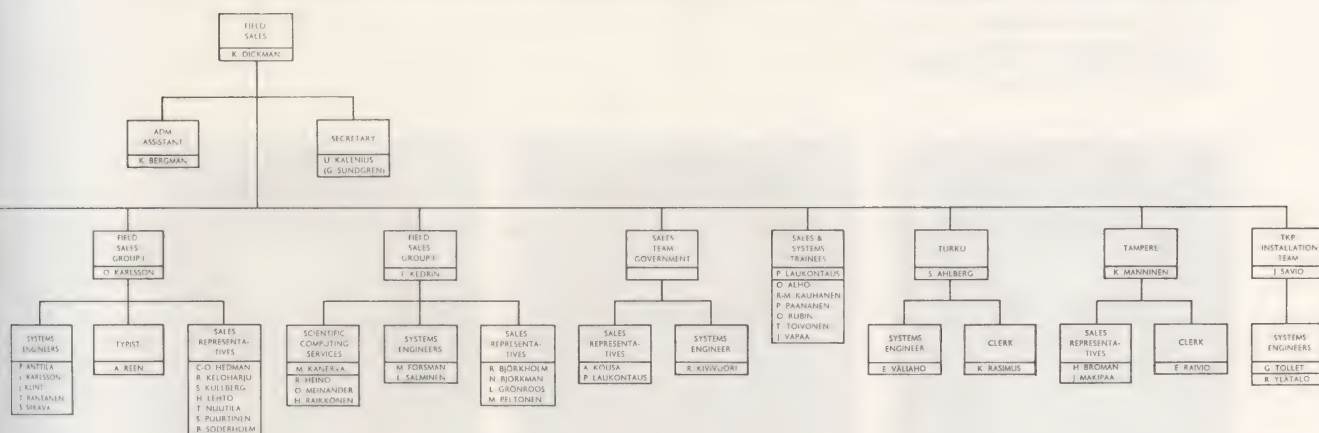 FIELD
SALES
K DICKMAN
ADM
ASSISTANT
K BERGMAN
SECRETARY
U KALENIUS
(G SUNDGREN)
FIELD
SALES
GROUP I
O KARLSSON
SYSTEMS
ENGINEERS
P ANTTILA
KARLSSON
J KLINT
T RANTANEN
S SIKAVA
TYPIST
A REEN
SALES
REPRESENTA-
TIVES
C-O HEDMAN
R KELOHARJU
S KULLBERG
H LEHTO
T NIJUTILA
S PUURTINEN
B SODERHOLM
FIELD
SALES
GROUP I
F KEDRIN
SCIENTIFIC
COMPUTING
SERVICES
M KANERVA
R HEINO
O MEINANDER
H RAIKKONEN
SYSTEMS
ENGINEERS
M FORSMAN
L SALMINEN
SALES
REPRESENTA-
TIVES
R BJÖRKHOLM
N BJÖRKMAN
L GRÖNROOS
M PELTONEN
SALES
TEAM
GOVERNMENT
SALES
REPRESENTA-
TIVES
A KOUSA
P LAUKONTAUS
SYSTEMS
ENGINEER
R KIVIVUORI
SALES &
SYSTEMS
TRAINEES
P LAUKONTAUS
O ALHO
R-M KAUHANEN
P PAANANEN
O RUBIN
T TOIVONEN
J VAPAA
TURKU
S AHLBERG
SYSTEMS
ENGINEER
E VÄLIAHO
CLERK
K RASIMUS
TAMPERE
K MANNINEN
SALES
REPRESENTA-
TIVES
H BROMAN
J MAKIPAA
CLERK
E RAIVIO
TKP
INSTALLATION
TEAM
J SAVIO
SYSTEMS
ENGINEERS
G TOLLET
R YLATALO